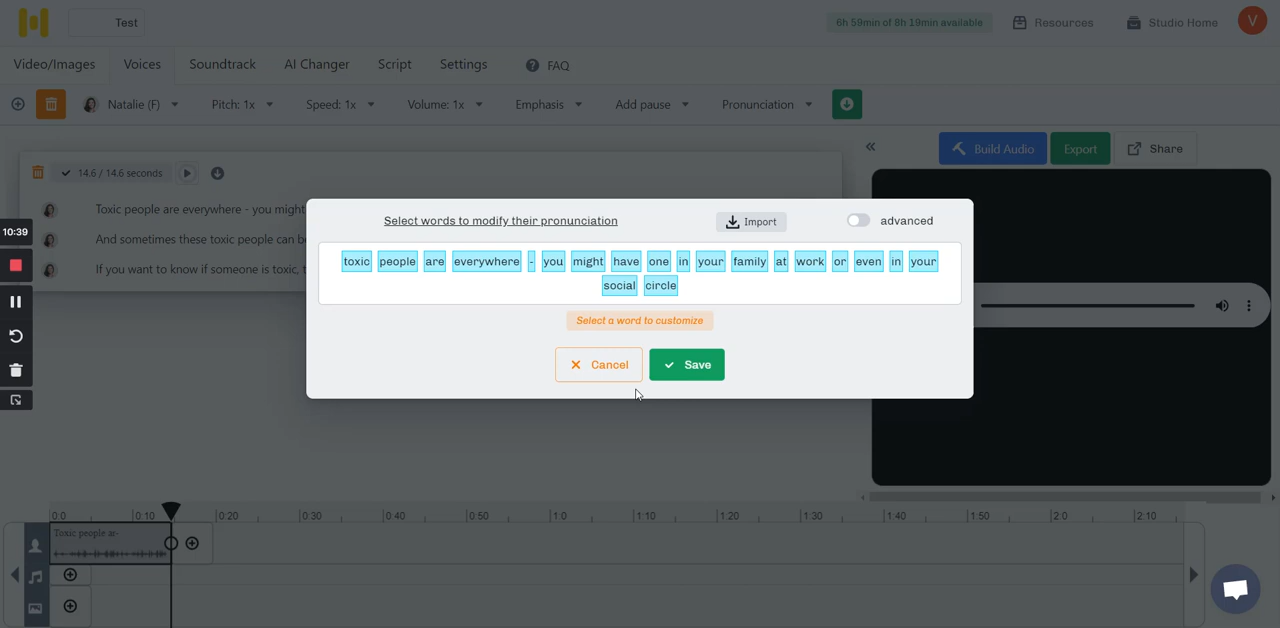 Test
6h 59min of 8h 19min available
Resources
Studio Home
V
Video/Images
Voices
Soundtrack
AI Changer
Script
Settings
FAQ
Natalie (F)
Pitch: 1x
Speed: 1x
Volume: 1x
Emphasis
Add pause
Pronunciation
14.6 / 14.6 seconds
Build Audio
Export
Share
Toxic people are everywhere - you might
And sometimes these toxic people can be
If you want to know if someone is toxic, t
10:39
Select words to modify their pronunciation
Import
advanced
toxic people are everywhere - you might have one in your family at work or even in your
social circle
Select a word to customize
Cancel
Save
0:0 0:10 0:20 0:30 0:40 0:50 1:0 1:10 1:20 1:30 1:40 1:50 2:0 2:10
Toxic people ar-